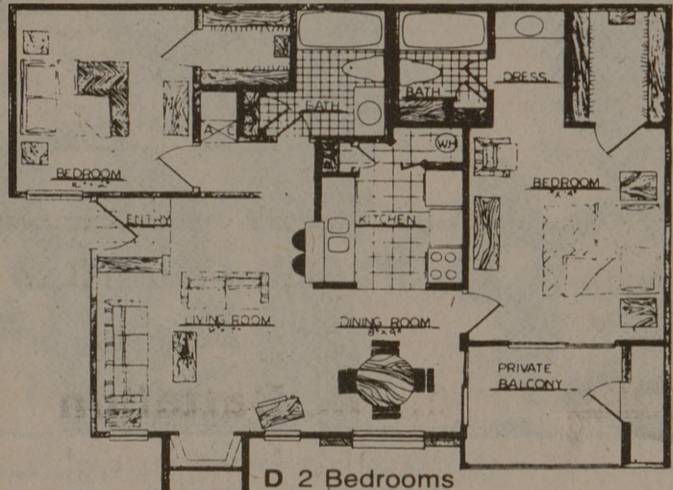 BATH
BATH
DRESS.
A/C
WH
BEDROOM
BEDROOM
ENTRY
KITCHEN
LIVING ROOM
DINING ROOM
PRIVATE
BALCONY
D 2 Bedrooms